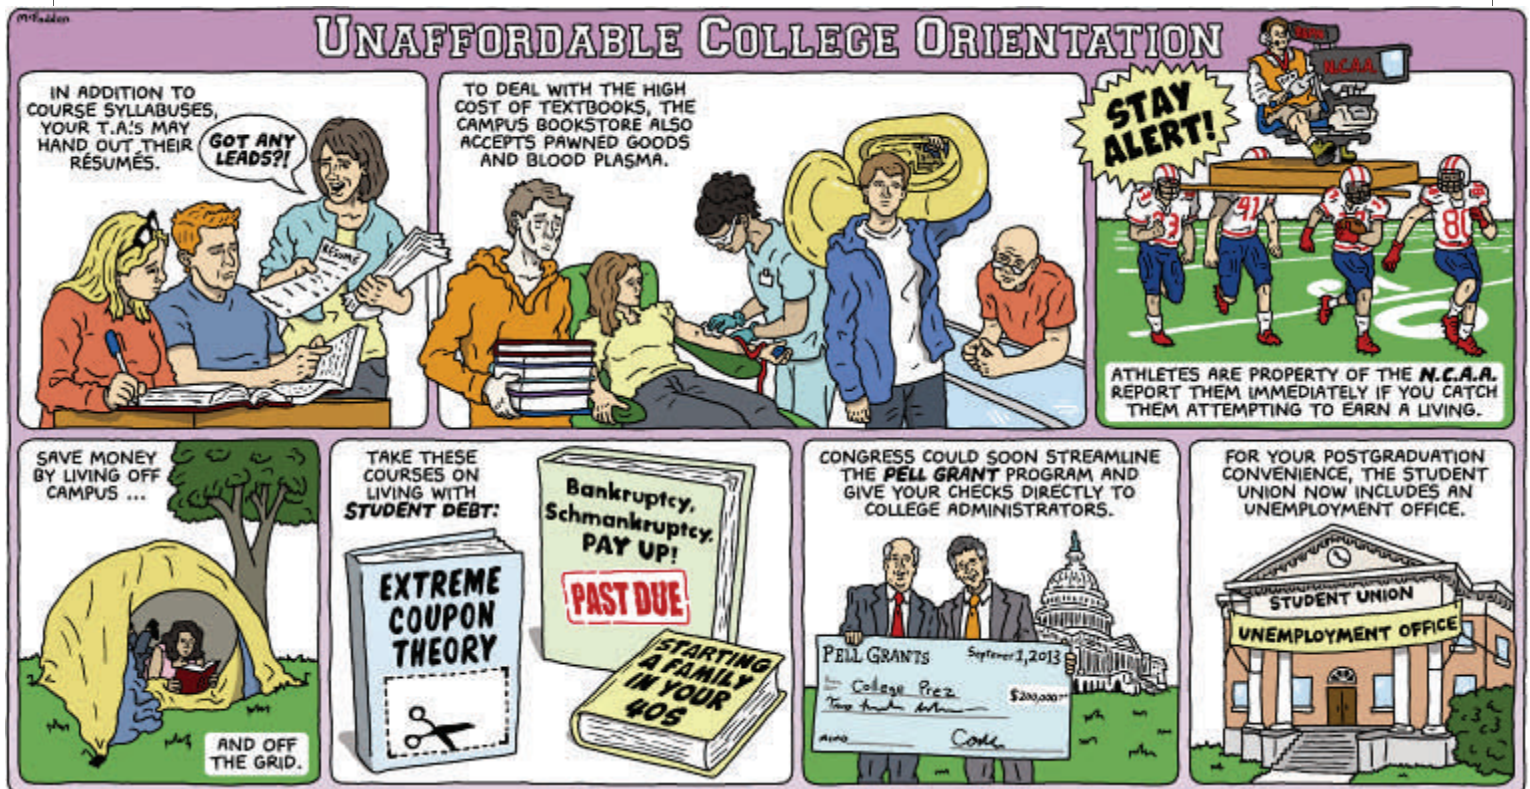 McFadden
UNAFFORDABLE COLLEGE ORIENTATION
IN ADDITION TO
COURSE SYLLABUSES,
YOUR T.A.'s MAY
HAND OUT THEIR
RÉSUMÉS.
GOT ANY
LEADS?!
RÉSUMÉ
TO DEAL WITH THE HIGH
COST OF TEXTBOOKS, THE
CAMPUS BOOKSTORE ALSO
ACCEPTS PAWNED GOODS
AND BLOOD PLASMA.
STAY
ALERT!
N.C.A.A.
41
80
ATHLETES ARE PROPERTY OF THE N.C.A.A.
REPORT THEM IMMEDIATELY IF YOU CATCH
THEM ATTEMPTING TO EARN A LIVING.
SAVE MONEY
BY LIVING OFF
CAMPUS ...
AND OFF
THE GRID.
TAKE THESE
COURSES ON
LIVING WITH
STUDENT DEBT:
EXTREME
COUPON
THEORY
Bankruptcy,
Schmankruptcy,
PAY UP!
PAST DUE
STARTING
A FAMILY
IN YOUR
40S
CONGRESS COULD SOON STREAMLINE
THE PELL GRANT PROGRAM AND
GIVE YOUR CHECKS DIRECTLY TO
COLLEGE ADMINISTRATORS.
PELL GRANTS
1, 2013
College Prez
$200,000
FOR YOUR POSTGRADUATION
CONVENIENCE, THE STUDENT
UNION NOW INCLUDES AN
UNEMPLOYMENT OFFICE.
STUDENT UNION
UNEMPLOYMENT OFFICE